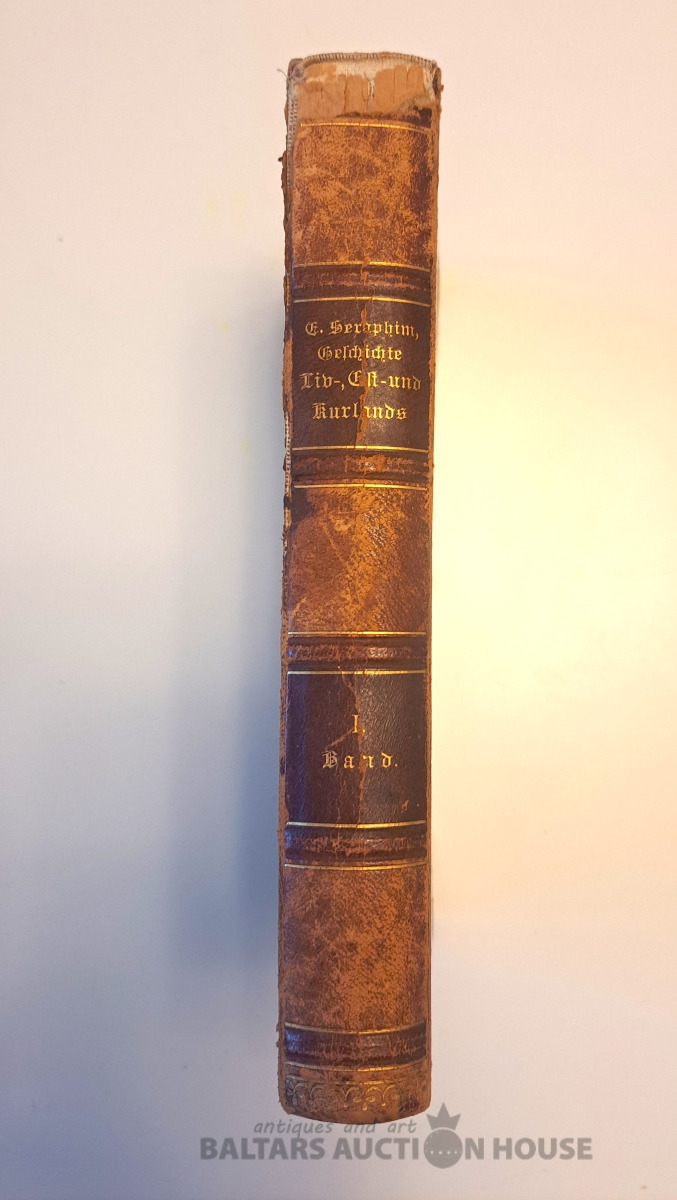 E. Seraphim,
Geschichte
Liv-, Est- und
Kurlands
I.
Band.
antiques and art
BALTARS AUCTION HOUSE